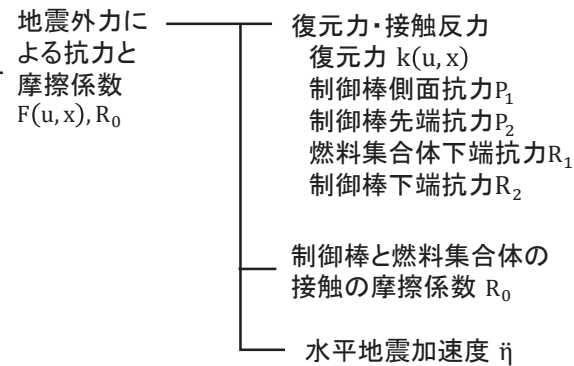 地震外力に
よる抗力と
摩擦係数
F(u,x), R₀
復元力・接触反力
復元力 k(u,x)
制御棒側面抗力P₁
制御棒先端抗力P₂
燃料集合体下端抗力R₁
制御棒下端抗力R₂
制御棒と燃料集合体の
接触の摩擦係数 R₀
水平地震加速度 η̈